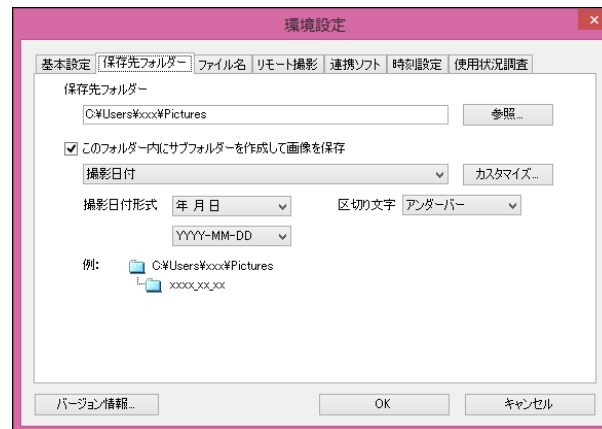 環境設定
基本設定 保存先フォルダー ファイル名 リモート撮影 連携ソフト 時刻設定 使用状況調査
保存先フォルダー
C:¥Users¥xxx¥Pictures 参照...
このフォルダー内にサブフォルダーを作成して画像を保存
撮影日付 カスタマイズ...
撮影日付形式 年 月 日 区切り文字 アンダーバー
YYYY-MM-DD
例: C:¥Users¥xxx¥Pictures
xxxx_xx_xx
バージョン情報... OK キャンセル